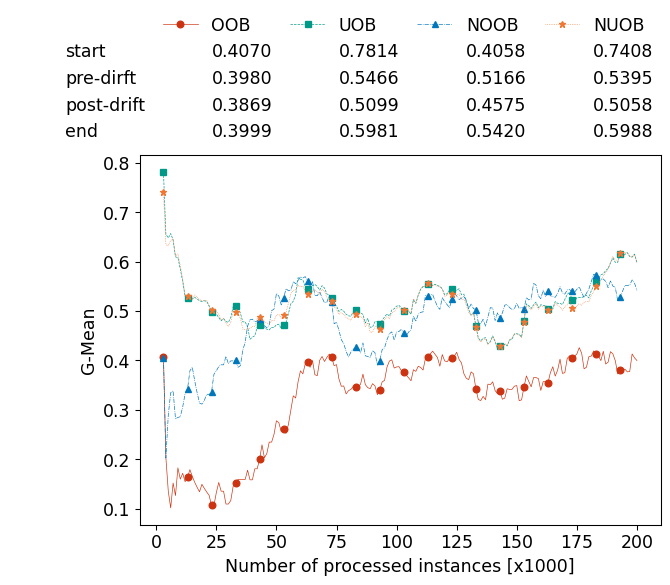 OOB UOB NOOB NUOB
start 0.4070 0.7814 0.4058 0.7408
pre-dirft 0.3980 0.5466 0.5166 0.5395
post-drift 0.3869 0.5099 0.4575 0.5058
end 0.3999 0.5981 0.5420 0.5988
0.8
0.7
0.6
0.5
0.4
0.3
0.2
0.1
G-Mean
0 25 50 75 100 125 150 175 200
Number of processed instances [x1000]